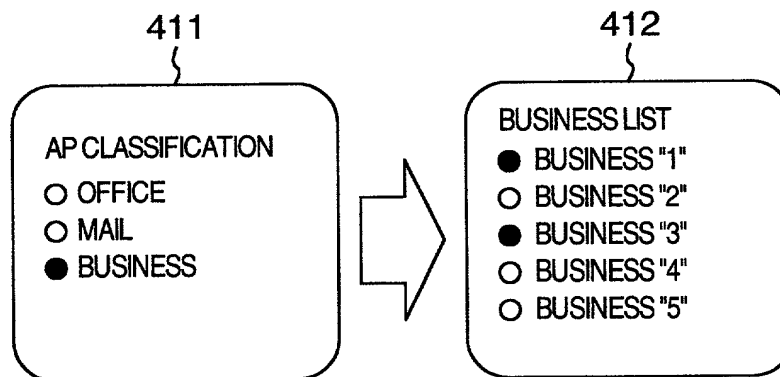 411
AP CLASSIFICATION
OFFICE
MAIL
BUSINESS
412
BUSINESS LIST
BUSINESS "1"
BUSINESS "2"
BUSINESS "3"
BUSINESS "4"
BUSINESS "5"